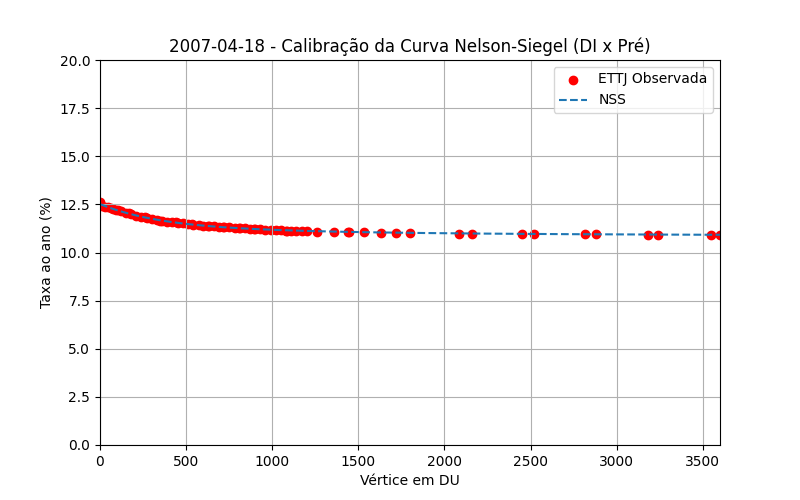 2007-04-18 - Calibração da Curva Nelson-Siegel (DI x Pré)
ETTJ Observada
NSS
Taxa ao ano (%)
20.0
17.5
15.0
12.5
10.0
7.5
5.0
2.5
0.0
0 500 1000 1500 2000 2500 3000 3500
Vértice em DU